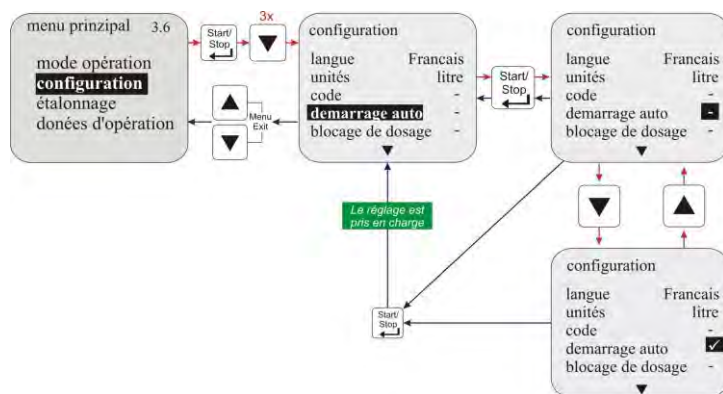 menu prinzipal 3.6
mode opération
configuration
étalonnage
données d'opération
Start/
Stop
3x
▼
▲
▼
Menu
Exit
configuration
langue Francais
unités litre
code -
demarrage auto -
blocage de dosage -
▼
Start/
Stop
configuration
langue Francais
unités litre
code -
demarrage auto -
blocage de dosage -
▼
▼
▲
Le réglage est
pris en charge
Start/
Stop
configuration
langue Francais
unités litre
code -
demarrage auto ✓
blocage de dosage -
▼